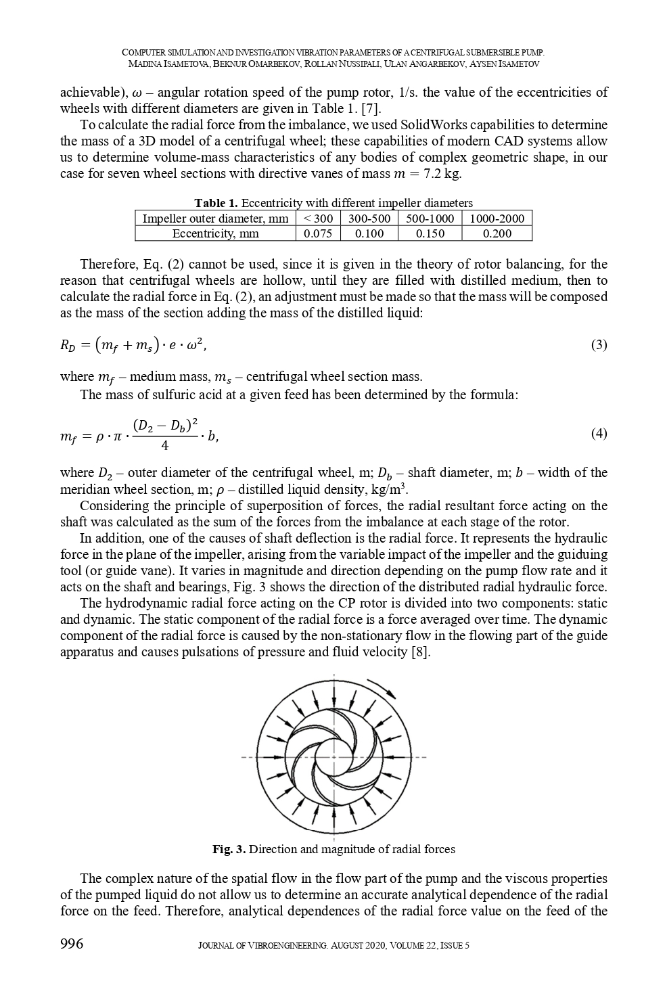 COMPUTER SIMULATION AND INVESTIGATION VIBRATION PARAMETERS OF A CENTRIFUGAL SUBMERSIBLE PUMP.
MADINA ISAMETOVA, BEKNUR OMARBEKOV, ROLLAN NUSSIPALI, ULAN ANGARBEKOV, AYSEN ISAMETOV
achievable), ω – angular rotation speed of the pump rotor, 1/s. the value of the eccentricities of
wheels with different diameters are given in Table 1. [7].
To calculate the radial force from the imbalance, we used SolidWorks capabilities to determine
the mass of a 3D model of a centrifugal wheel; these capabilities of modern CAD systems allow
us to determine volume-mass characteristics of any bodies of complex geometric shape, in our
case for seven wheel sections with directive vanes of mass m = 7.2 kg.
Table 1. Eccentricity with different impeller diameters
Impeller outer diameter, mm < 300 300-500 500-1000 1000-2000
Eccentricity, mm 0.075 0.100 0.150 0.200
Therefore, Eq. (2) cannot be used, since it is given in the theory of rotor balancing, for the
reason that centrifugal wheels are hollow, until they are filled with distilled medium, then to
calculate the radial force in Eq. (2), an adjustment must be made so that the mass will be composed
as the mass of the section adding the mass of the distilled liquid:
R_D = (m_f + m_s) · e · ω², (3)
where m_f – medium mass, m_s – centrifugal wheel section mass.
The mass of sulfuric acid at a given feed has been determined by the formula:
m_f = ρ · π · (D₂ − D_b)² / 4 · b, (4)
where D₂ – outer diameter of the centrifugal wheel, m; D_b – shaft diameter, m; b – width of the
meridian wheel section, m; ρ – distilled liquid density, kg/m³.
Considering the principle of superposition of forces, the radial resultant force acting on the
shaft was calculated as the sum of the forces from the imbalance at each stage of the rotor.
In addition, one of the causes of shaft deflection is the radial force. It represents the hydraulic
force in the plane of the impeller, arising from the variable impact of the impeller and the guiduing
tool (or guide vane). It varies in magnitude and direction depending on the pump flow rate and it
acts on the shaft and bearings, Fig. 3 shows the direction of the distributed radial hydraulic force.
The hydrodynamic radial force acting on the CP rotor is divided into two components: static
and dynamic. The static component of the radial force is a force averaged over time. The dynamic
component of the radial force is caused by the non-stationary flow in the flowing part of the guide
apparatus and causes pulsations of pressure and fluid velocity [8].
Fig. 3. Direction and magnitude of radial forces
The complex nature of the spatial flow in the flow part of the pump and the viscous properties
of the pumped liquid do not allow us to determine an accurate analytical dependence of the radial
force on the feed. Therefore, analytical dependences of the radial force value on the feed of the
996 JOURNAL OF VIBROENGINEERING. AUGUST 2020, VOLUME 22, ISSUE 5